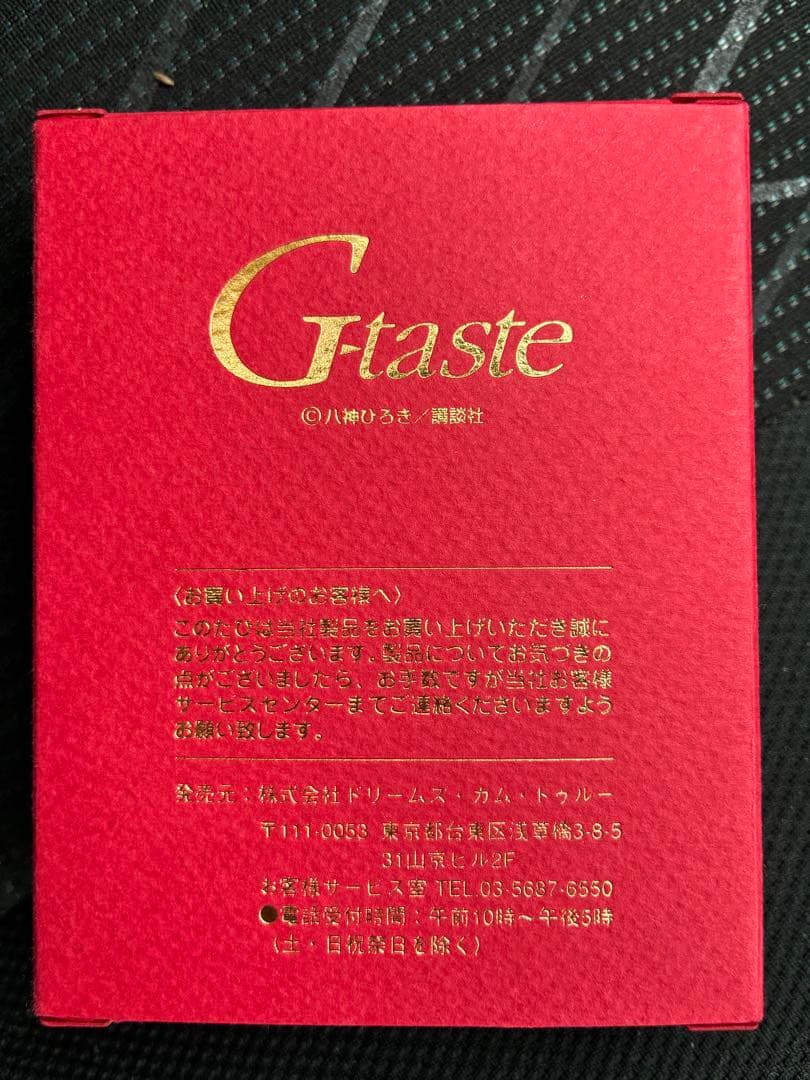 G-taste
©八神ひろき／講談社
〈お買い上げのお客様へ〉
このたびは当社製品をお買い上げいただき誠に
ありがとうございます。製品についてお気づきの
点がございましたら、お手数ですが当社お客様
サービスセンターまでご連絡くださいますよう
お願い致します。
発売元：株式会社ドリームズ・カム・トゥルー
〒111-0053 東京都台東区浅草橋3-8-5
31山京ビル2F
お客様サービス室 TEL.03-5687-6550
●電話受付時間：午前10時〜午後5時
（土・日祝祭日を除く）